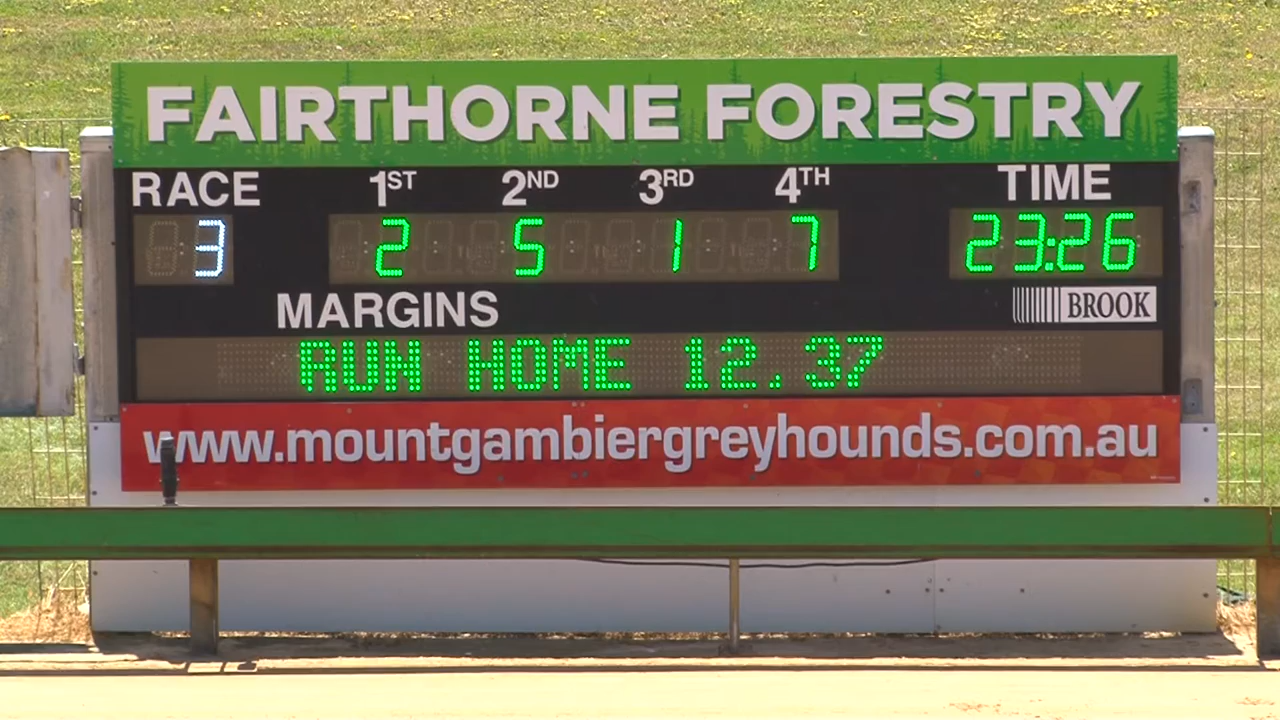 FAIRTHORNE FORESTRY
RACE 1ST 2ND 3RD 4TH TIME
3 2 5 1 7 23:26
MARGINS BROOK
RUN HOME 12.37
www.mountgambiergreyhounds.com.au